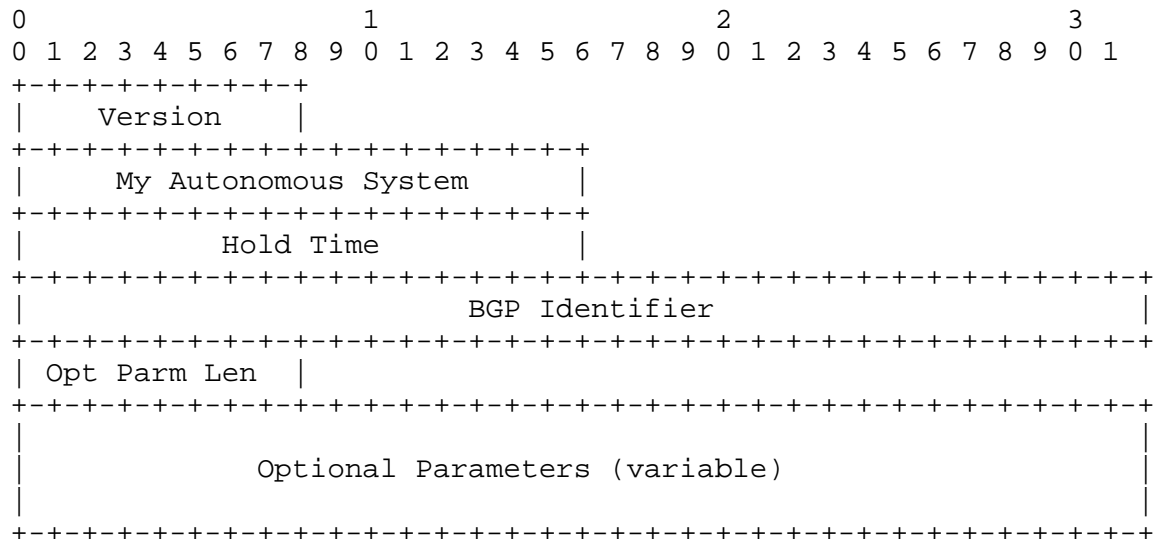 0                   1                   2                   3
0 1 2 3 4 5 6 7 8 9 0 1 2 3 4 5 6 7 8 9 0 1 2 3 4 5 6 7 8 9 0 1
+-+-+-+-+-+-+-+-+
|    Version    |
+-+-+-+-+-+-+-+-+-+-+-+-+-+-+-+-+
|     My Autonomous System      |
+-+-+-+-+-+-+-+-+-+-+-+-+-+-+-+-+
|           Hold Time           |
+-+-+-+-+-+-+-+-+-+-+-+-+-+-+-+-+-+-+-+-+-+-+-+-+-+-+-+-+-+-+-+-+
|                         BGP Identifier                        |
+-+-+-+-+-+-+-+-+-+-+-+-+-+-+-+-+-+-+-+-+-+-+-+-+-+-+-+-+-+-+-+-+
| Opt Parm Len  |
+-+-+-+-+-+-+-+-+-+-+-+-+-+-+-+-+-+-+-+-+-+-+-+-+-+-+-+-+-+-+-+-+
|                                                               |
|             Optional Parameters (variable)                    |
|                                                               |
+-+-+-+-+-+-+-+-+-+-+-+-+-+-+-+-+-+-+-+-+-+-+-+-+-+-+-+-+-+-+-+-+